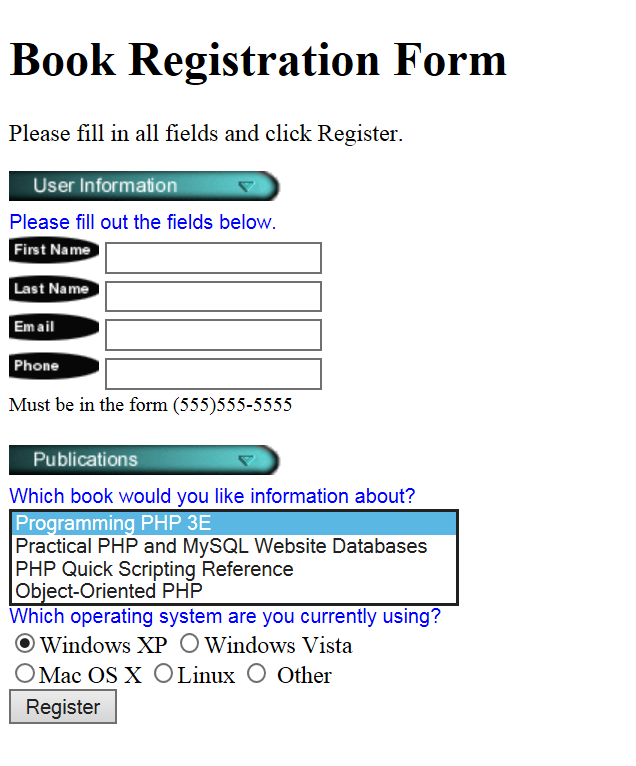 Book Registration Form
Please fill in all fields and click Register.
User Information
Please fill out the fields below.
First Name
Last Name
Email
Phone
Must be in the form (555)555-5555
Publications
Which book would you like information about?
Programming PHP 3E
Practical PHP and MySQL Website Databases
PHP Quick Scripting Reference
Object-Oriented PHP
Which operating system are you currently using?
Windows XP Windows Vista
Mac OS X Linux Other
Register